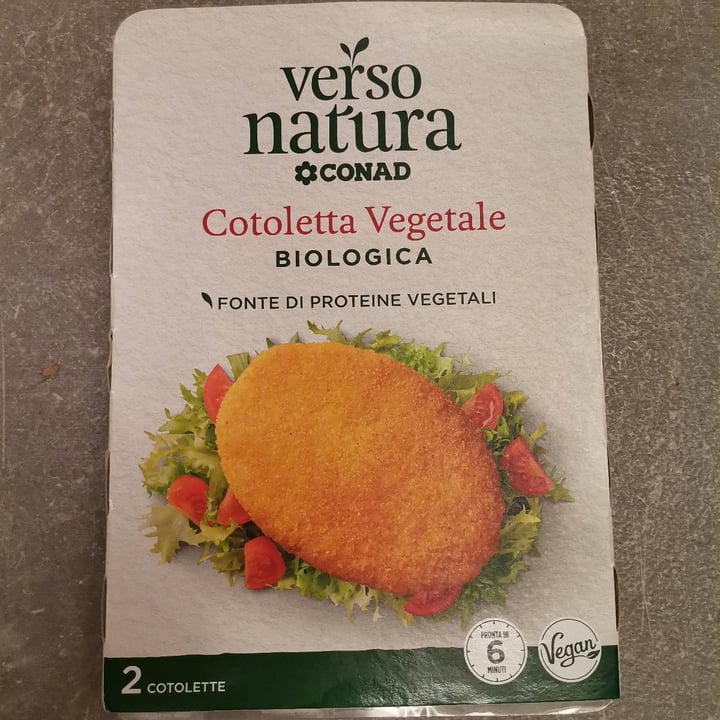 verso
natura
CONAD
Cotoletta Vegetale
BIOLOGICA
FONTE DI PROTEINE VEGETALI
PRONTA IN
6
MINUTI
Vegan
2 COTOLETTE